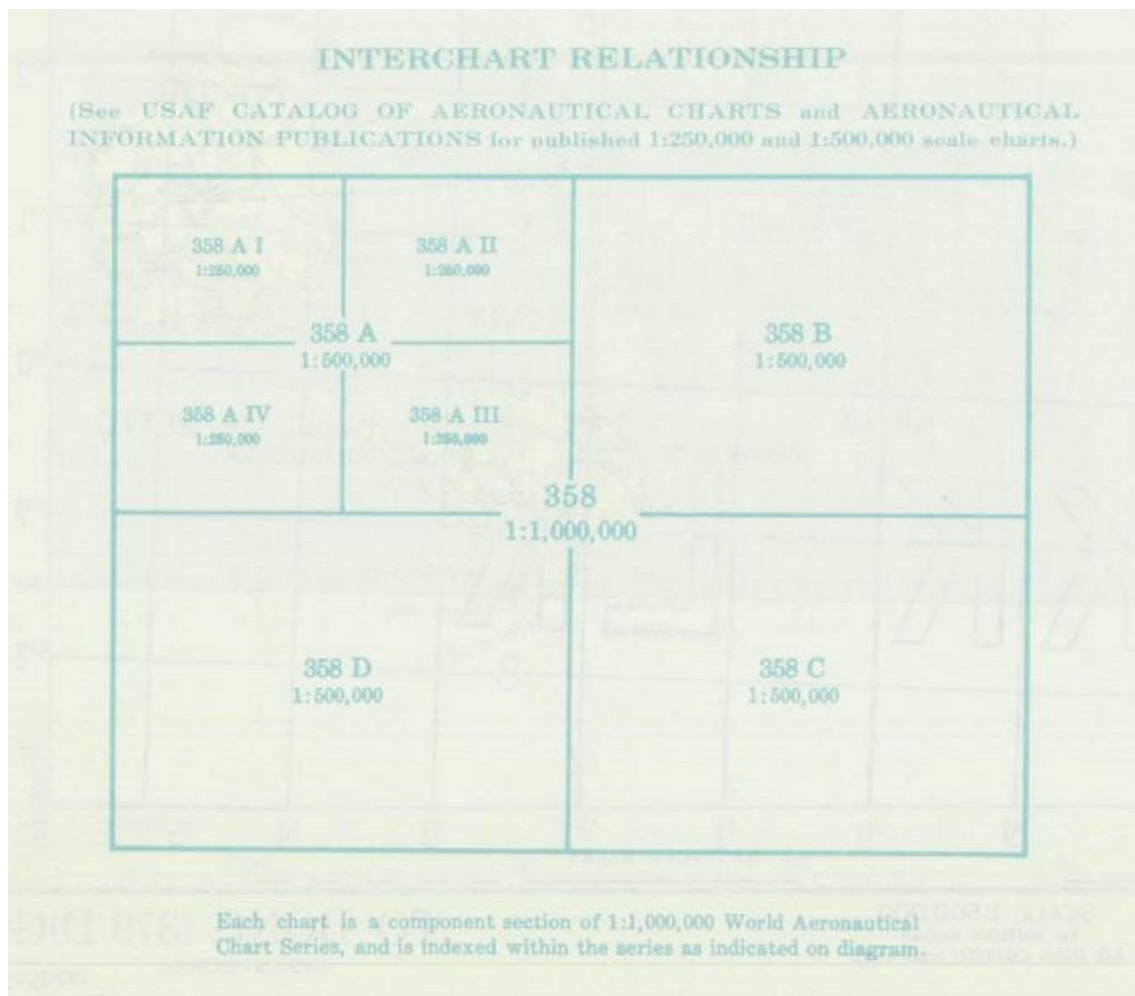 INTERCHART RELATIONSHIP
(See USAF CATALOG OF AERONAUTICAL CHARTS and AERONAUTICAL
INFORMATION PUBLICATIONS for published 1:250,000 and 1:500,000 scale charts.)
358 A I
1:250,000
358 A II
1:250,000
358 A
1:500,000
358 B
1:500,000
358 A IV
1:250,000
358 A III
1:250,000
358
1:1,000,000
358 D
1:500,000
358 C
1:500,000
Each chart is a component section of 1:1,000,000 World Aeronautical
Chart Series, and is indexed within the series as indicated on diagram.